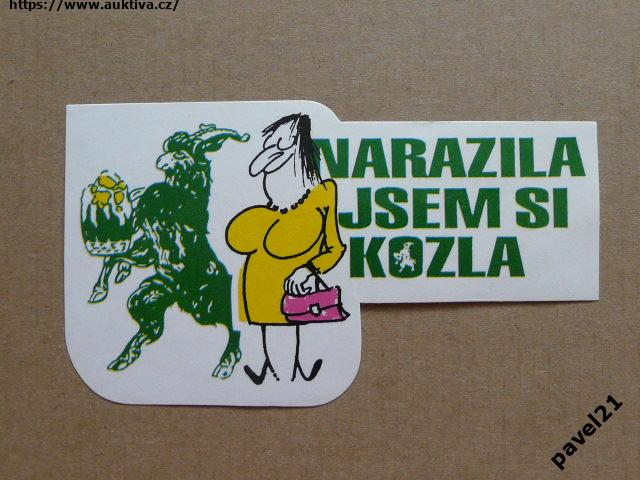 https://www.auktiva.cz/
NARAZILA
JSEM SI
KOZLA
pavel21